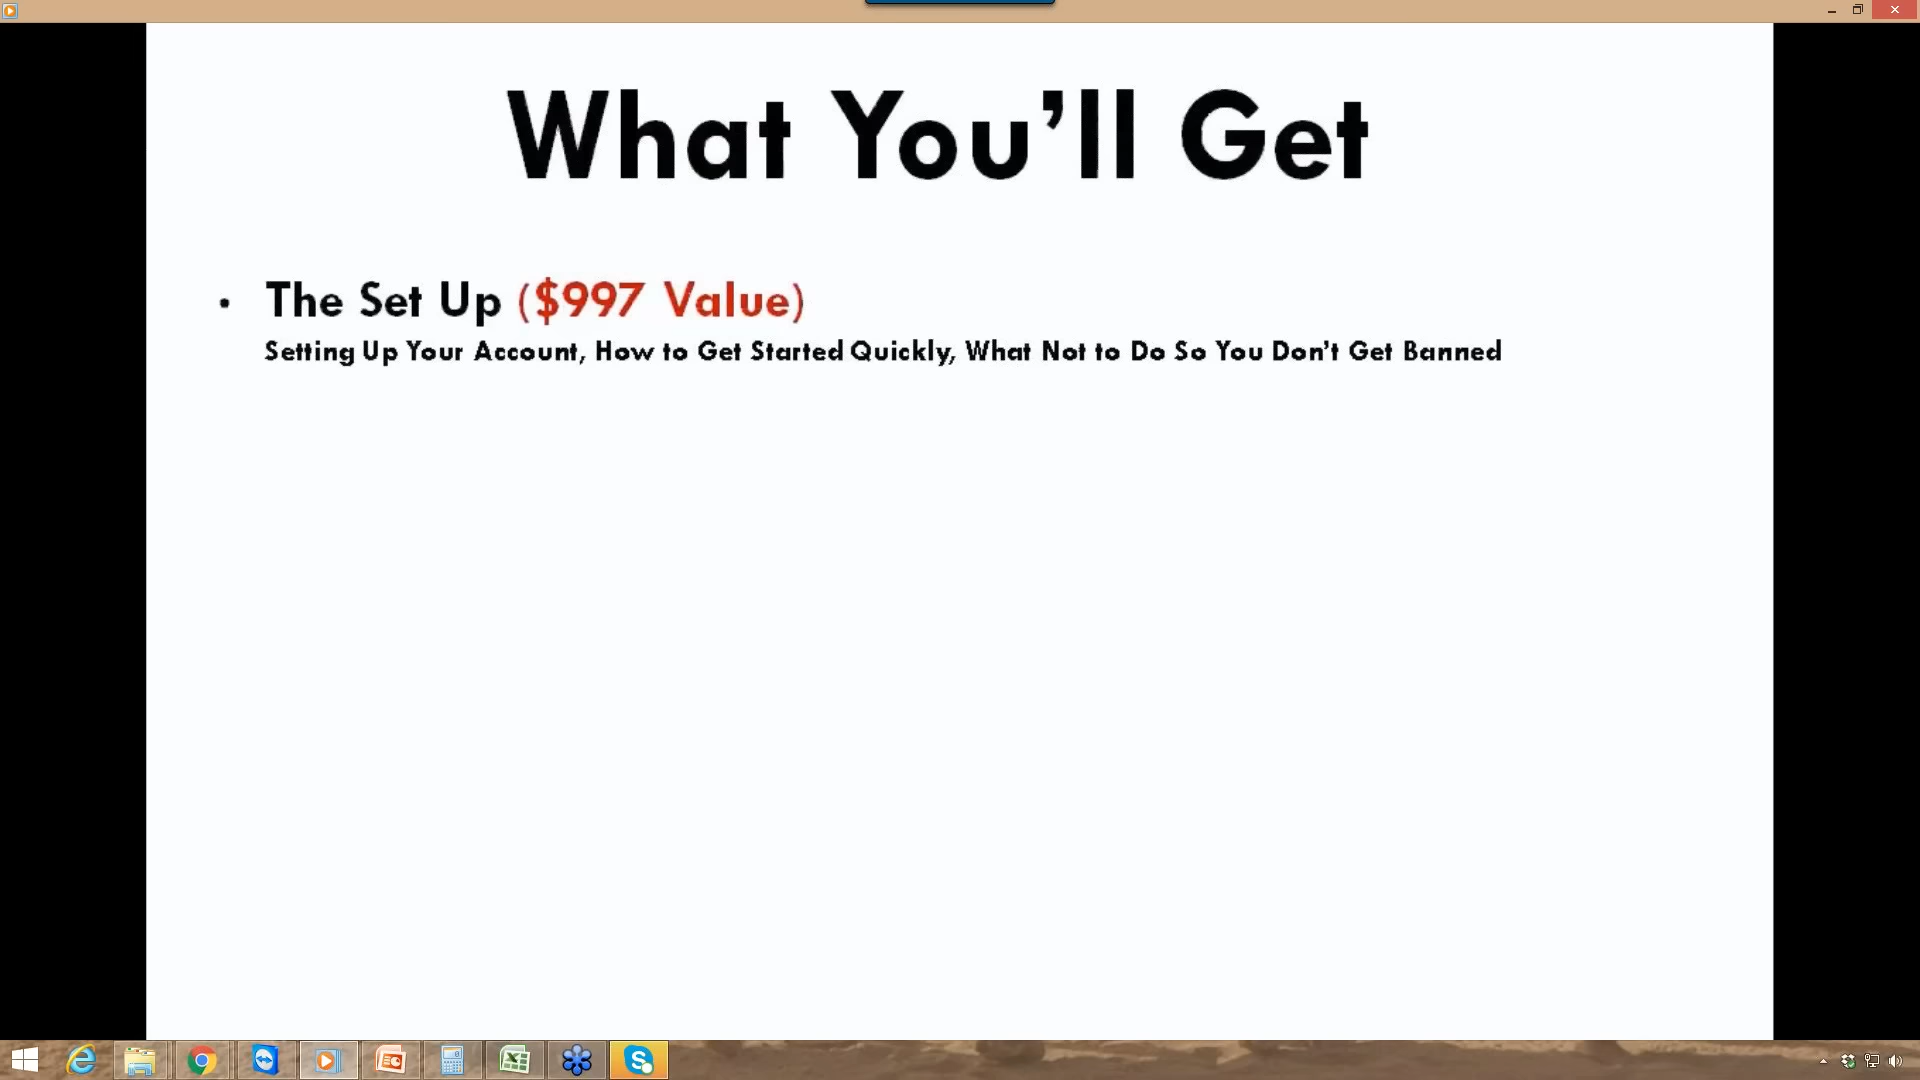 What You’ll Get
• The Set Up ($997 Value)
Setting Up Your Account, How to Get Started Quickly, What Not to Do So You Don’t Get Banned